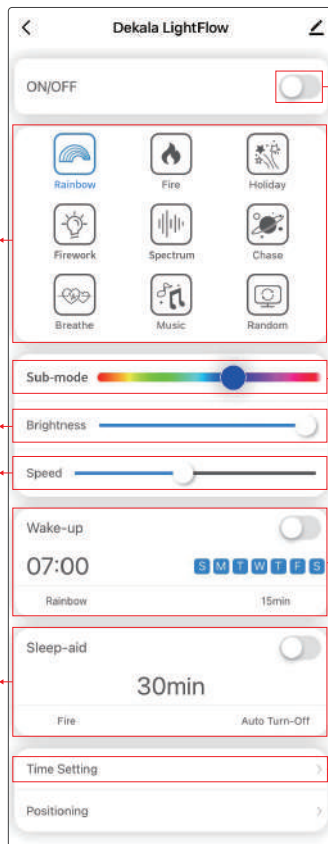 Dekala LightFlow
ON/OFF
Rainbow Fire Holiday
Firework Spectrum Chase
Breathe Music Random
Sub-mode
Brightness
Speed
Wake-up
07:00 S M T W T F S
Rainbow 15min
Sleep-aid
30min
Fire Auto Turn-Off
Time Setting
Positioning